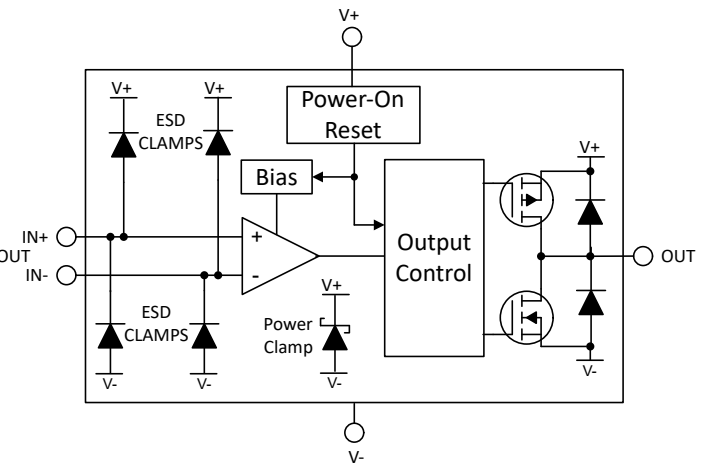 V+
V+
V+
ESD
CLAMPS
Power-On
Reset
V+
Bias
IN+
OUT
IN-
+
-
Output
Control
OUT
V+
ESD
CLAMPS
Power
Clamp
V-
V-
V-
V-
V-